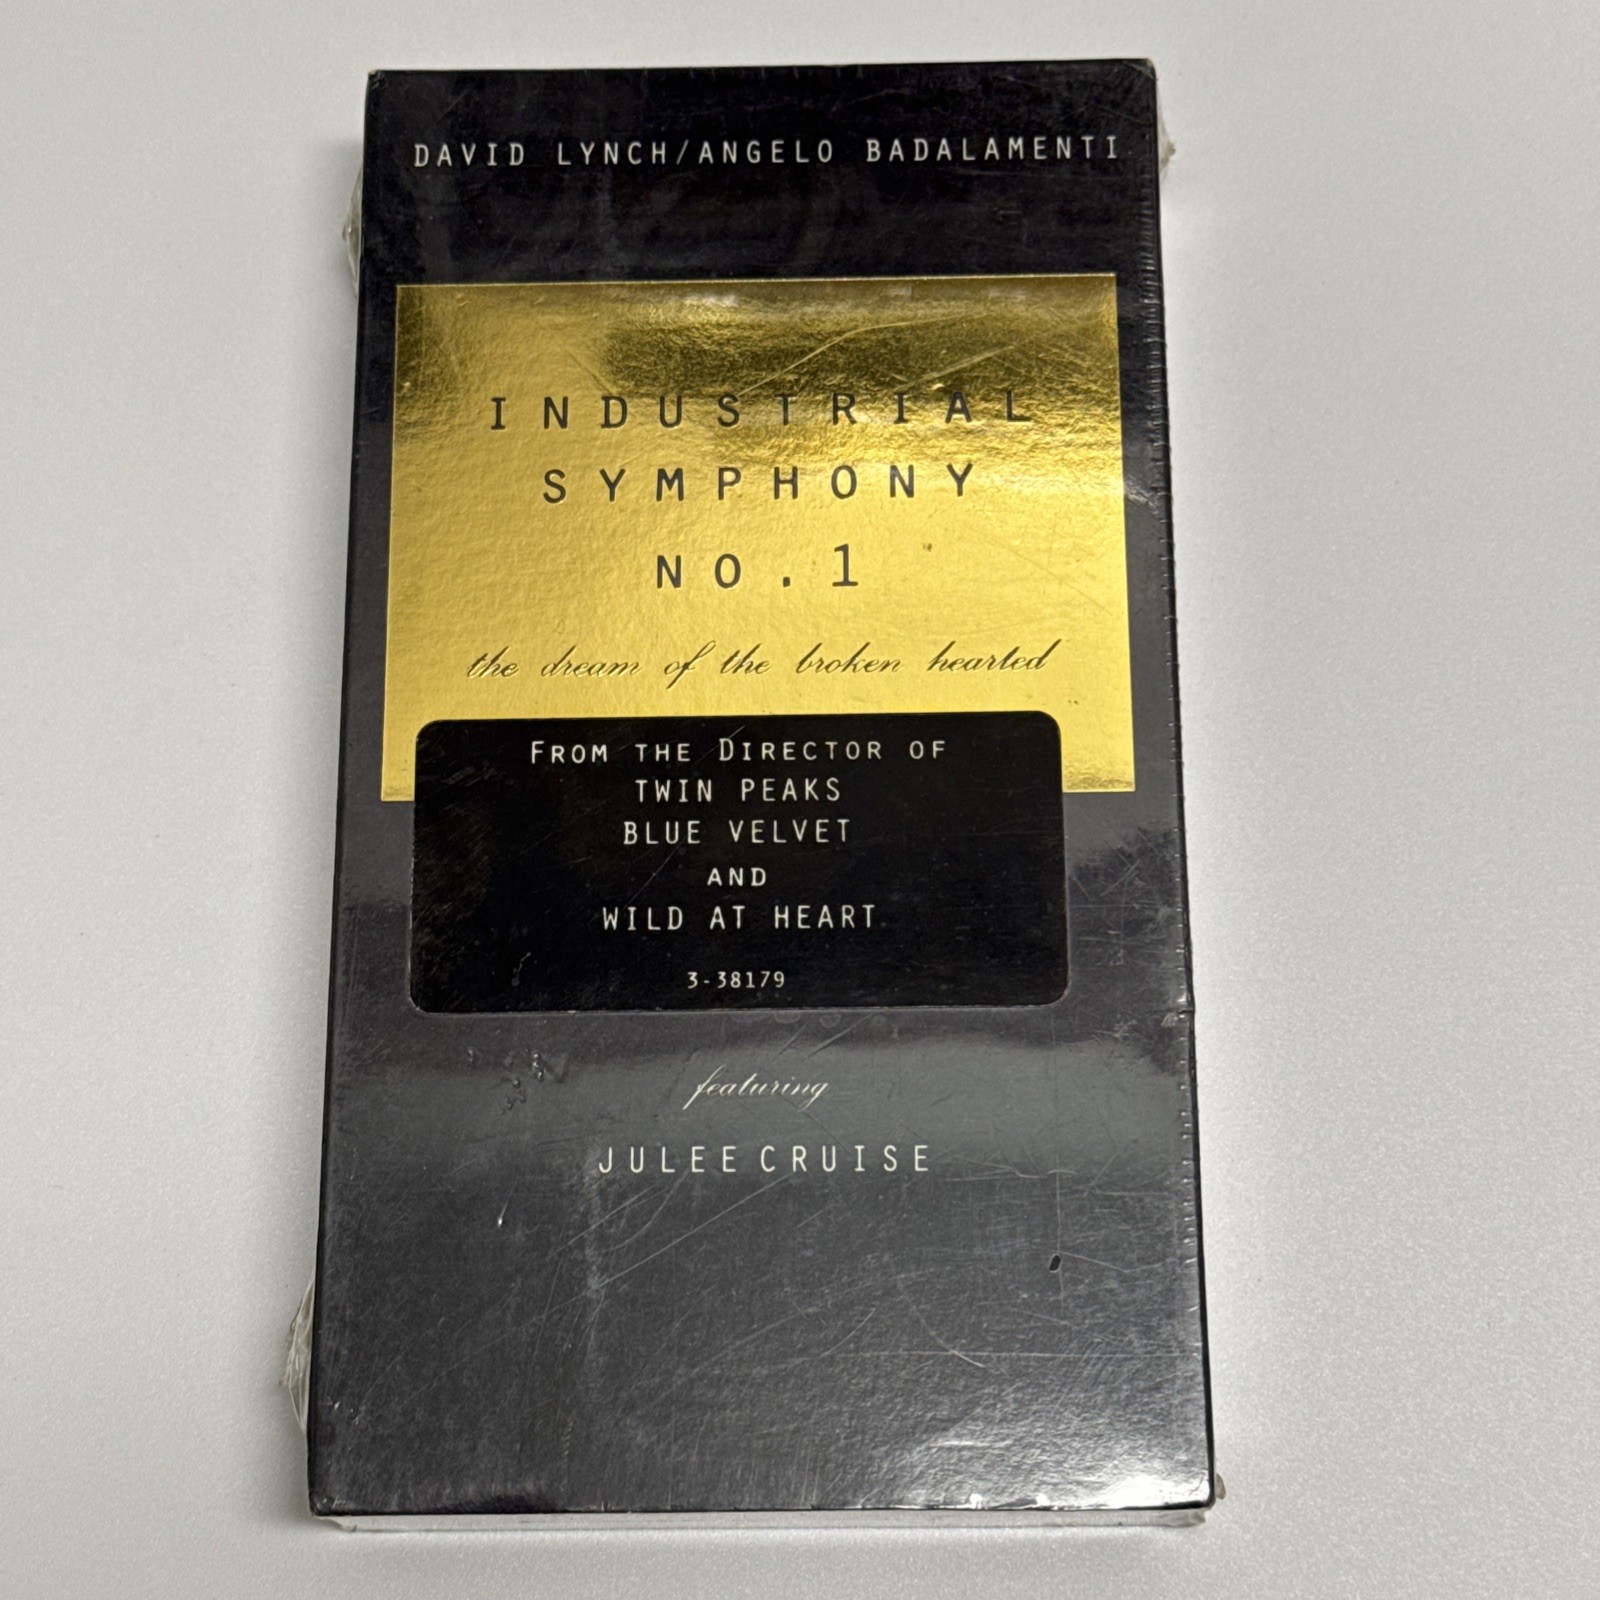 DAVID LYNCH/ANGELO BADALAMENTI
INDUSTRIAL
SYMPHONY
NO.1
the dream of the broken hearted
FROM THE DIRECTOR OF
TWIN PEAKS
BLUE VELVET
AND
WILD AT HEART
3-38179
featuring
JULEE CRUISE